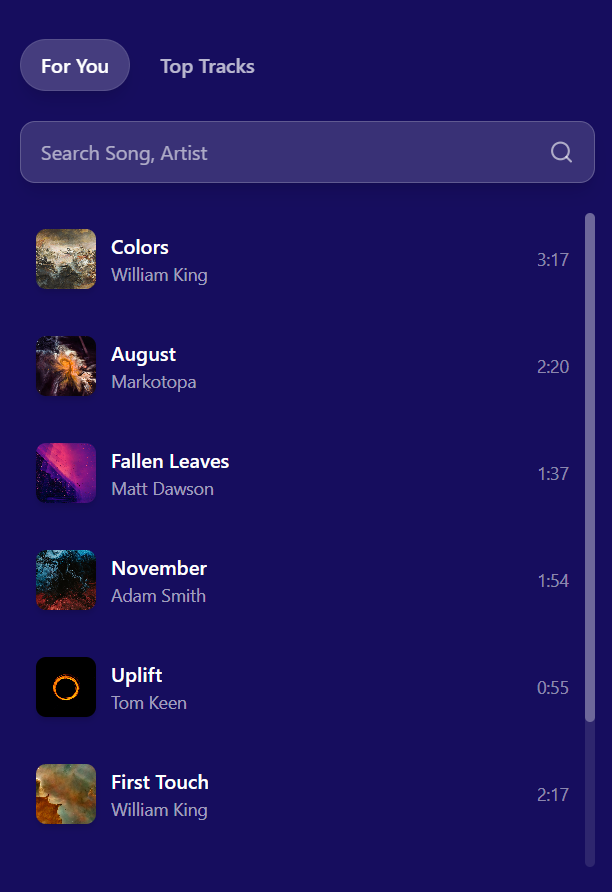 For You
Top Tracks
Search Song, Artist
Colors
William King
3:17
August
Markotopa
2:20
Fallen Leaves
Matt Dawson
1:37
November
Adam Smith
1:54
Uplift
Tom Keen
0:55
First Touch
William King
2:17